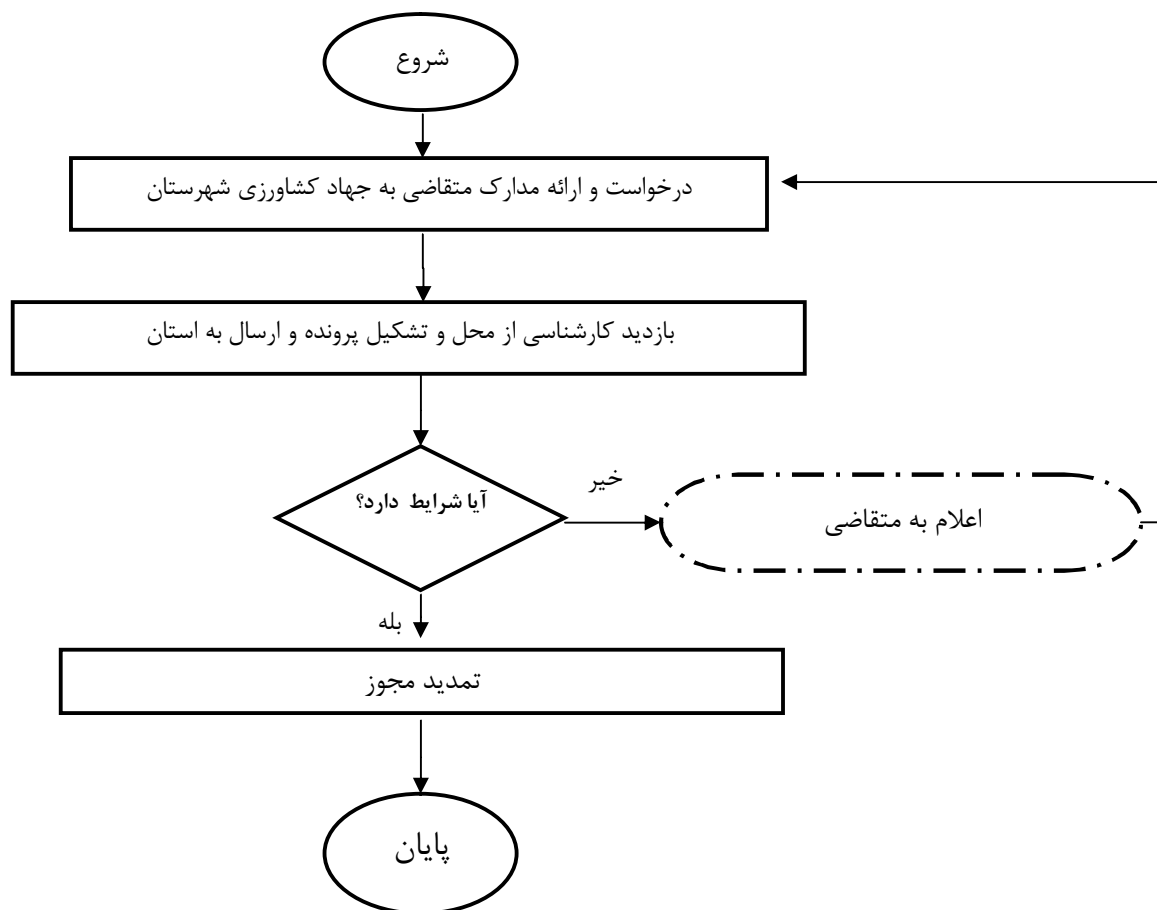 شروع
درخواست و ارائه مدارک متقاضی به جهاد کشاورزی شهرستان
بازدید کارشناسی از محل و تشکیل پرونده و ارسال به استان
آیا شرایط دارد؟
خیر
اعلام به متقاضی
بله
تمدید مجوز
پایان